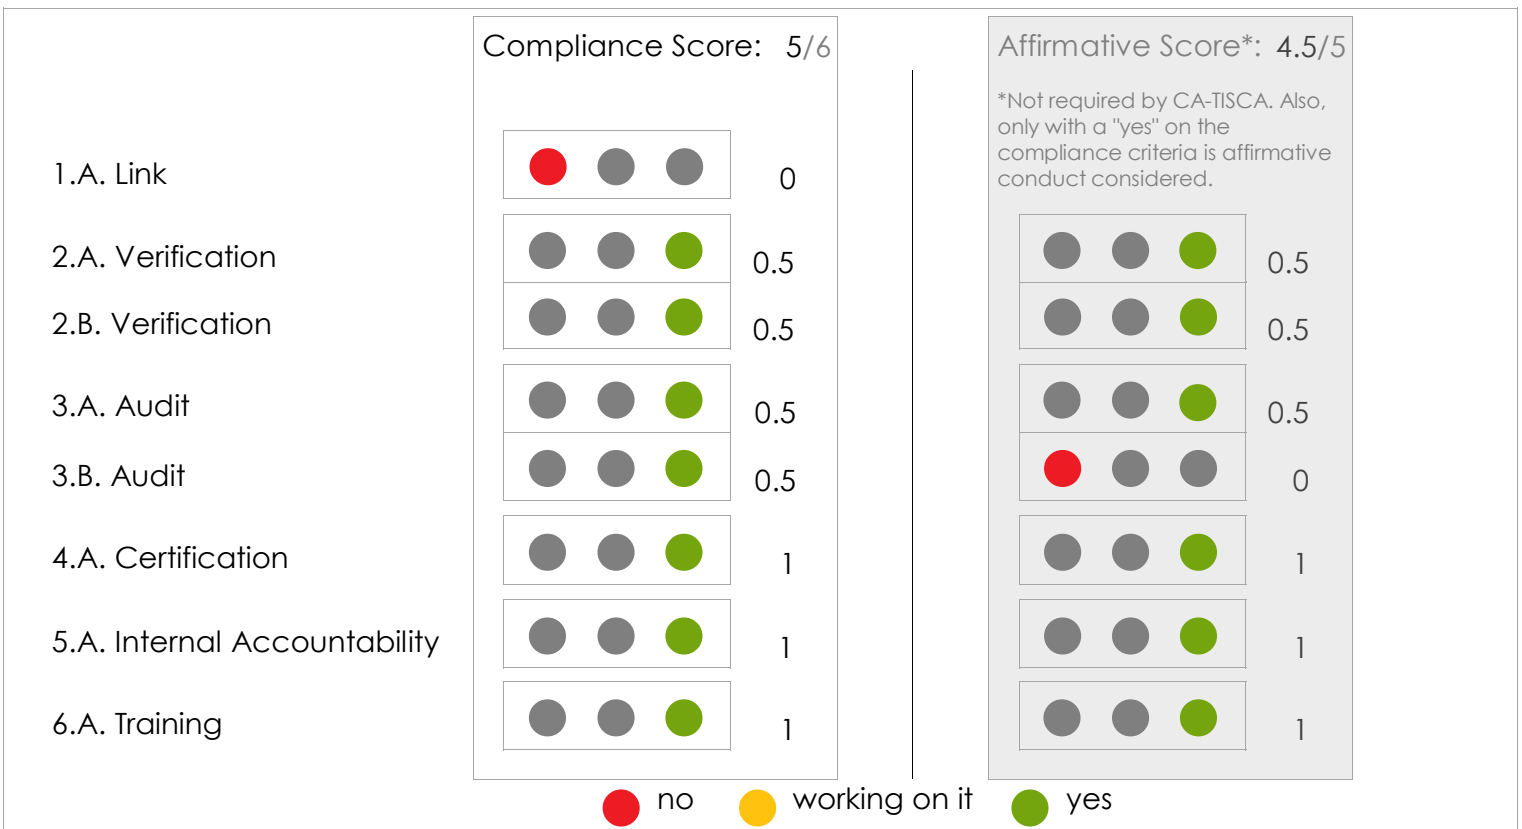 Compliance Score: 5/6
Affirmative Score*: 4.5/5
*Not required by CA-TISCA. Also,
only with a "yes" on the
compliance criteria is affirmative
conduct considered.
1.A. Link 0
2.A. Verification 0.5 0.5
2.B. Verification 0.5 0.5
3.A. Audit 0.5 0.5
3.B. Audit 0.5 0
4.A. Certification 1 1
5.A. Internal Accountability 1 1
6.A. Training 1 1
no working on it yes